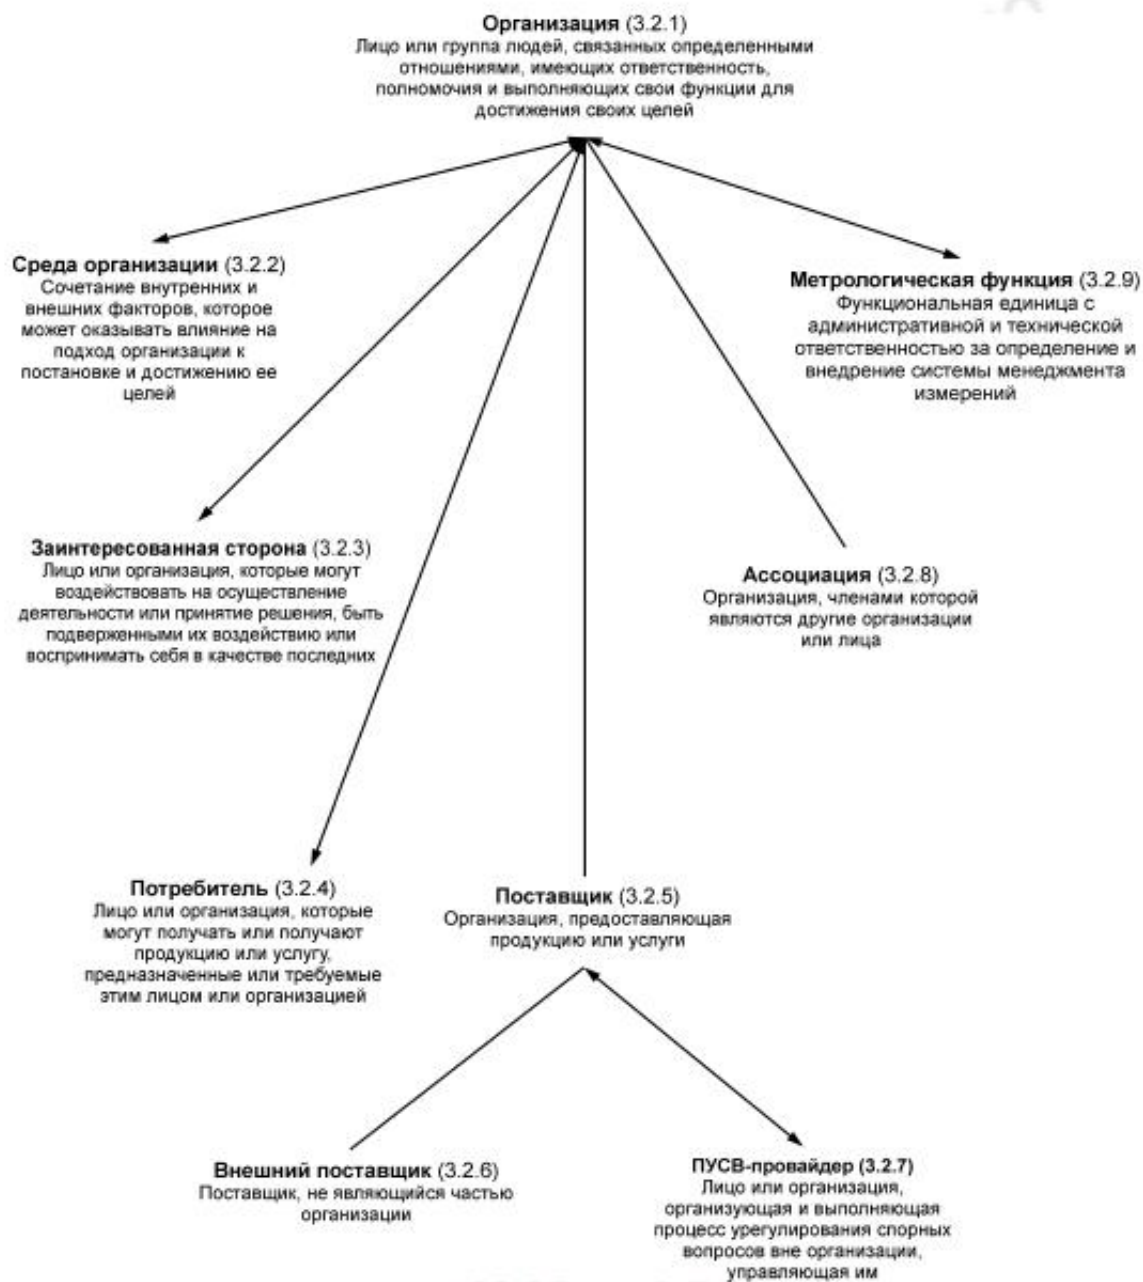 Организация (3.2.1)
Лицо или группа людей, связанных определенными
отношениями, имеющих ответственность,
полномочия и выполняющих свои функции для
достижения своих целей
Среда организации (3.2.2)
Сочетание внутренних и
внешних факторов, которое
может оказывать влияние на
подход организации к
постановке и достижению ее
целей
Метрологическая функция (3.2.9)
Функциональная единица с
административной и технической
ответственностью за определение и
внедрение системы менеджмента
измерений
Заинтересованная сторона (3.2.3)
Лицо или организация, которые могут
воздействовать на осуществление
деятельности или принятие решения, быть
подверженными их воздействию или
воспринимать себя в качестве последних
Ассоциация (3.2.8)
Организация, членами которой
являются другие организации
или лица
Потребитель (3.2.4)
Лицо или организация, которые
могут получать или получают
продукцию или услугу,
предназначенные или требуемые
этим лицом или организацией
Поставщик (3.2.5)
Организация, предоставляющая
продукцию или услуги
Внешний поставщик (3.2.6)
Поставщик, не являющийся частью
организации
ПУСВ-провайдер (3.2.7)
Лицо или организация,
организующая и выполняющая
процесс урегулирования спорных
вопросов вне организации,
управляющая им